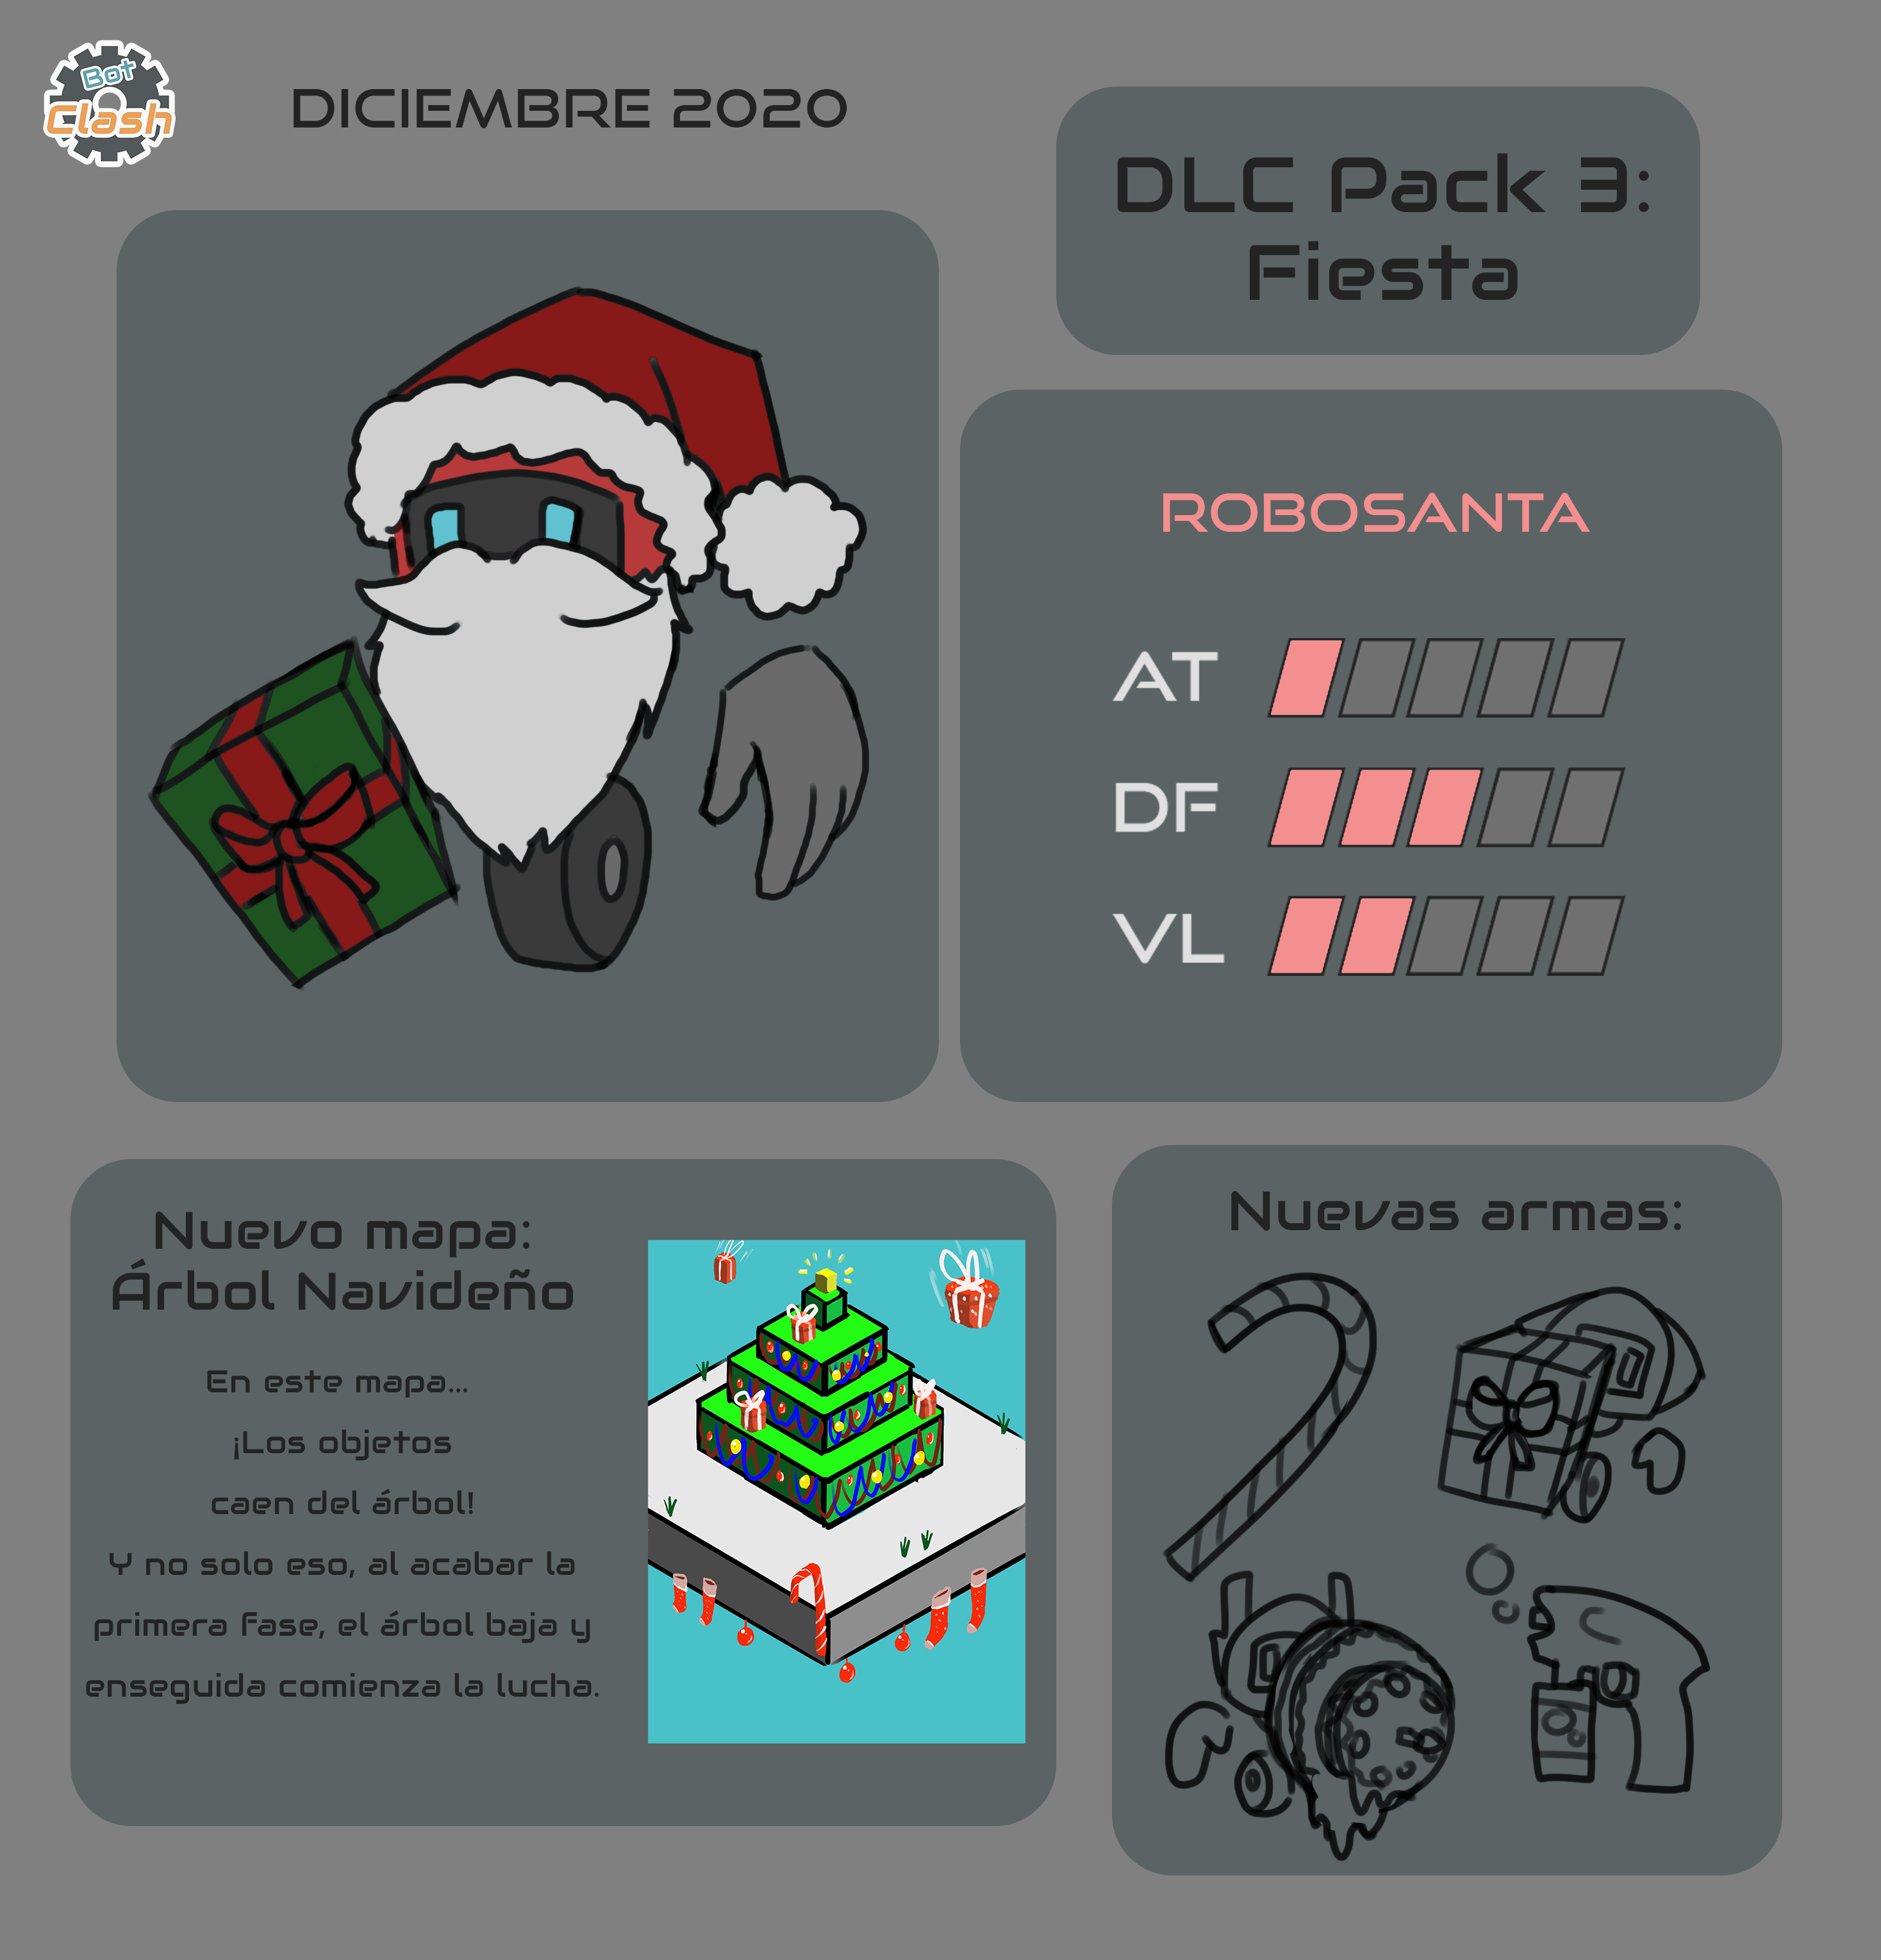 Bot
Clash
DICIEMBRE 2020
DLC Pack 3:
Fiesta
ROBOSANTA
AT
DF
VL
Nuevo mapa:
Árbol Navideño
En este mapa...
¡Los objetos
caen del árbol!
Y no solo eso, al acabar la
primera fase, el árbol baja y
enseguida comienza la lucha.
Nuevas armas: